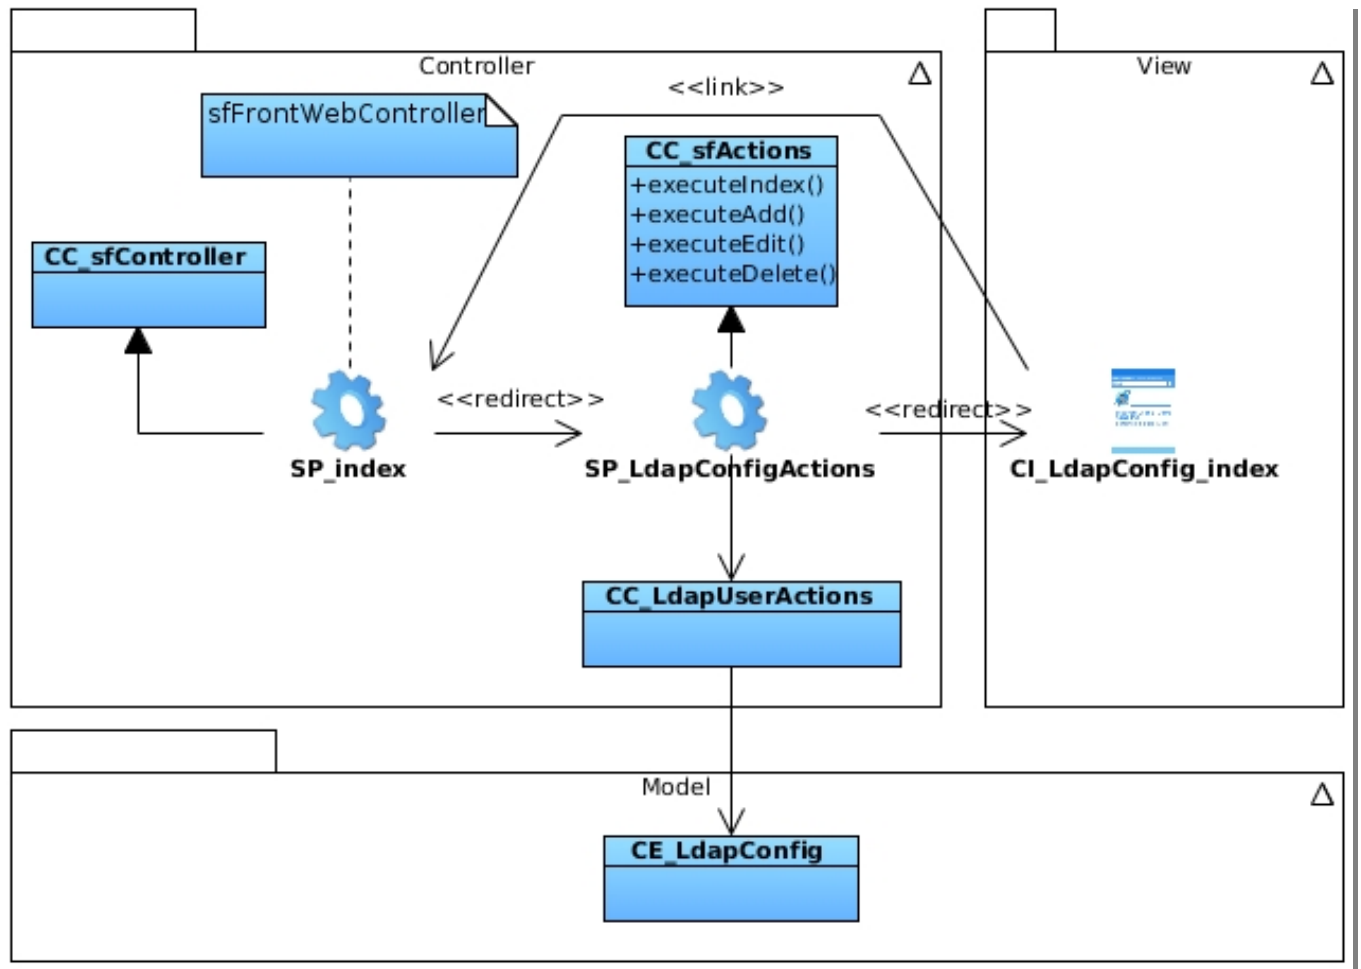 Controller
View
<<link>>
sfFrontWebController
CC_sfActions
+executeIndex()
+executeAdd()
+executeEdit()
+executeDelete()
CC_sfController
<<redirect>>
<<redirect>>
SP_index
SP_LdapConfigActions
CI_LdapConfig_index
CC_LdapUserActions
Model
CE_LdapConfig